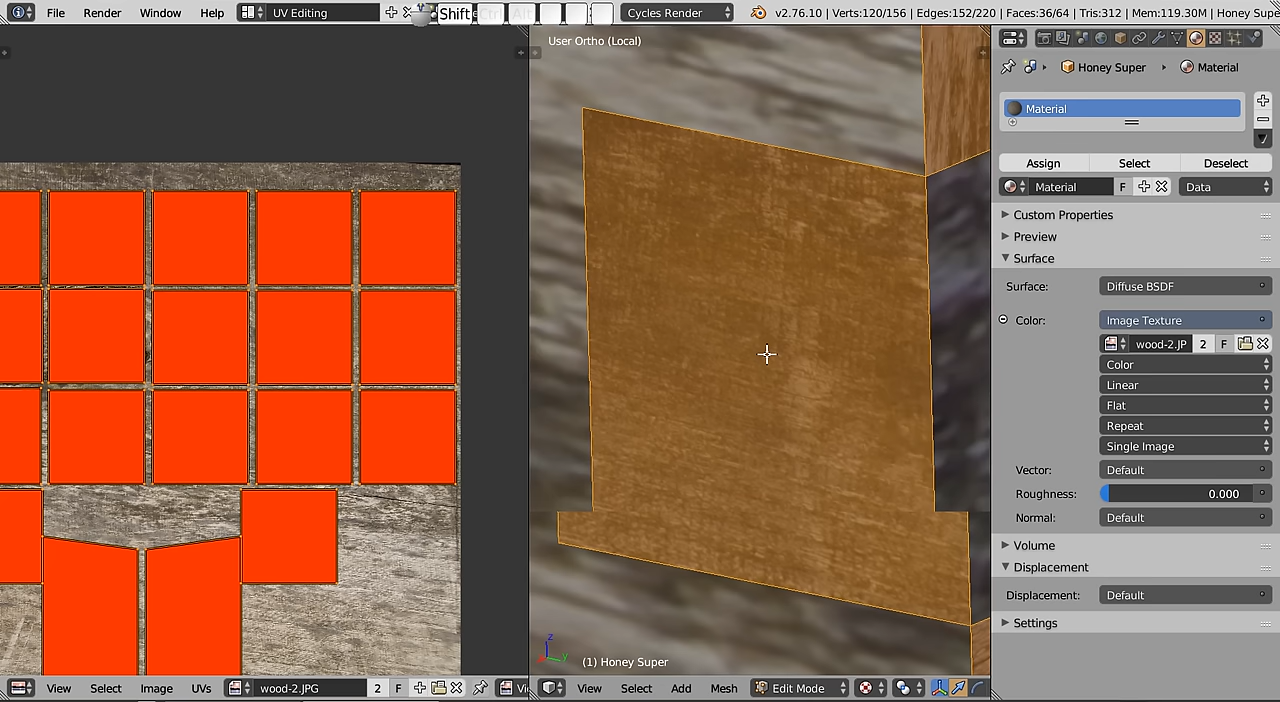 File Render Window Help UV Editing Shift Ctrl Alt Cycles Render v2.76.10 | Verts:120/156 | Edges:152/220 | Faces:36/64 | Tris:312 | Mem:119.
User Ortho (Local)
Honey Super Material
Material
Assign Select Deselect
Material F Data
Custom Properties
Preview
Surface
Surface: Diffuse BSDF
Color: Image Texture
wood-2.JP 2 F
Color
Linear
Flat
Repeat
Single Image
Vector: Default
Roughness: 0.000
Normal: Default
Volume
Displacement
Displacement: Default
Settings
z
y
(1) Honey Super
View Select Image UVs wood-2.JPG 2 F View Select Add Mesh Edit Mode